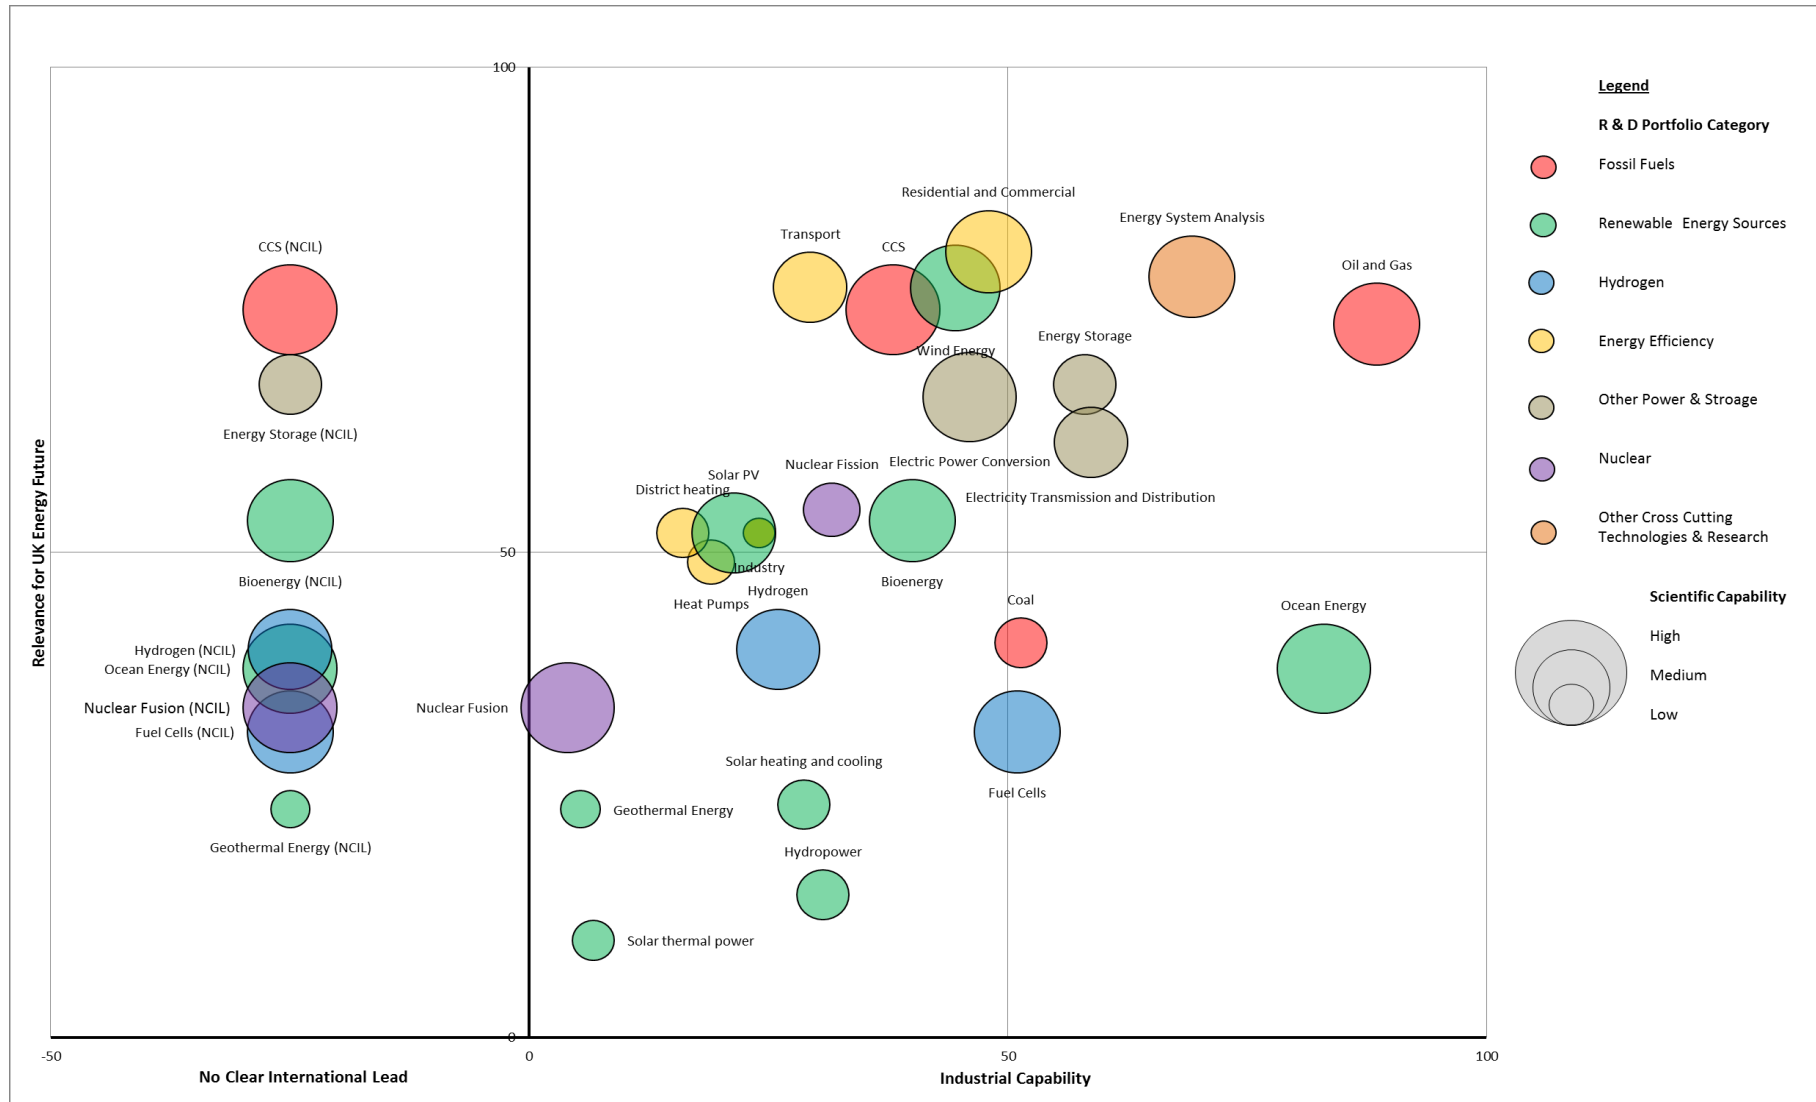 100
Legend
R & D Portfolio Category
Fossil Fuels
Renewable Energy Sources
Hydrogen
Energy Efficiency
Other Power & Stroage
Nuclear
Other Cross Cutting
Technologies & Research
Scientific Capability
High
Medium
Low
Residential and Commercial
Energy System Analysis
Transport
CCS
CCS (NCIL)
Oil and Gas
Energy Storage
Wind Energy
Energy Storage (NCIL)
Nuclear Fission
Electric Power Conversion
Solar PV
District heating
Electricity Transmission and Distribution
50
Industry
Bioenergy (NCIL)
Bioenergy
Hydrogen
Heat Pumps
Coal
Ocean Energy
Hydrogen (NCIL)
Ocean Energy (NCIL)
Nuclear Fusion (NCIL)
Nuclear Fusion
Fuel Cells (NCIL)
Solar heating and cooling
Fuel Cells
Geothermal Energy
Geothermal Energy (NCIL)
Hydropower
Solar thermal power
Relevance for UK Energy Future
0
-50
0
50
100
No Clear International Lead
Industrial Capability